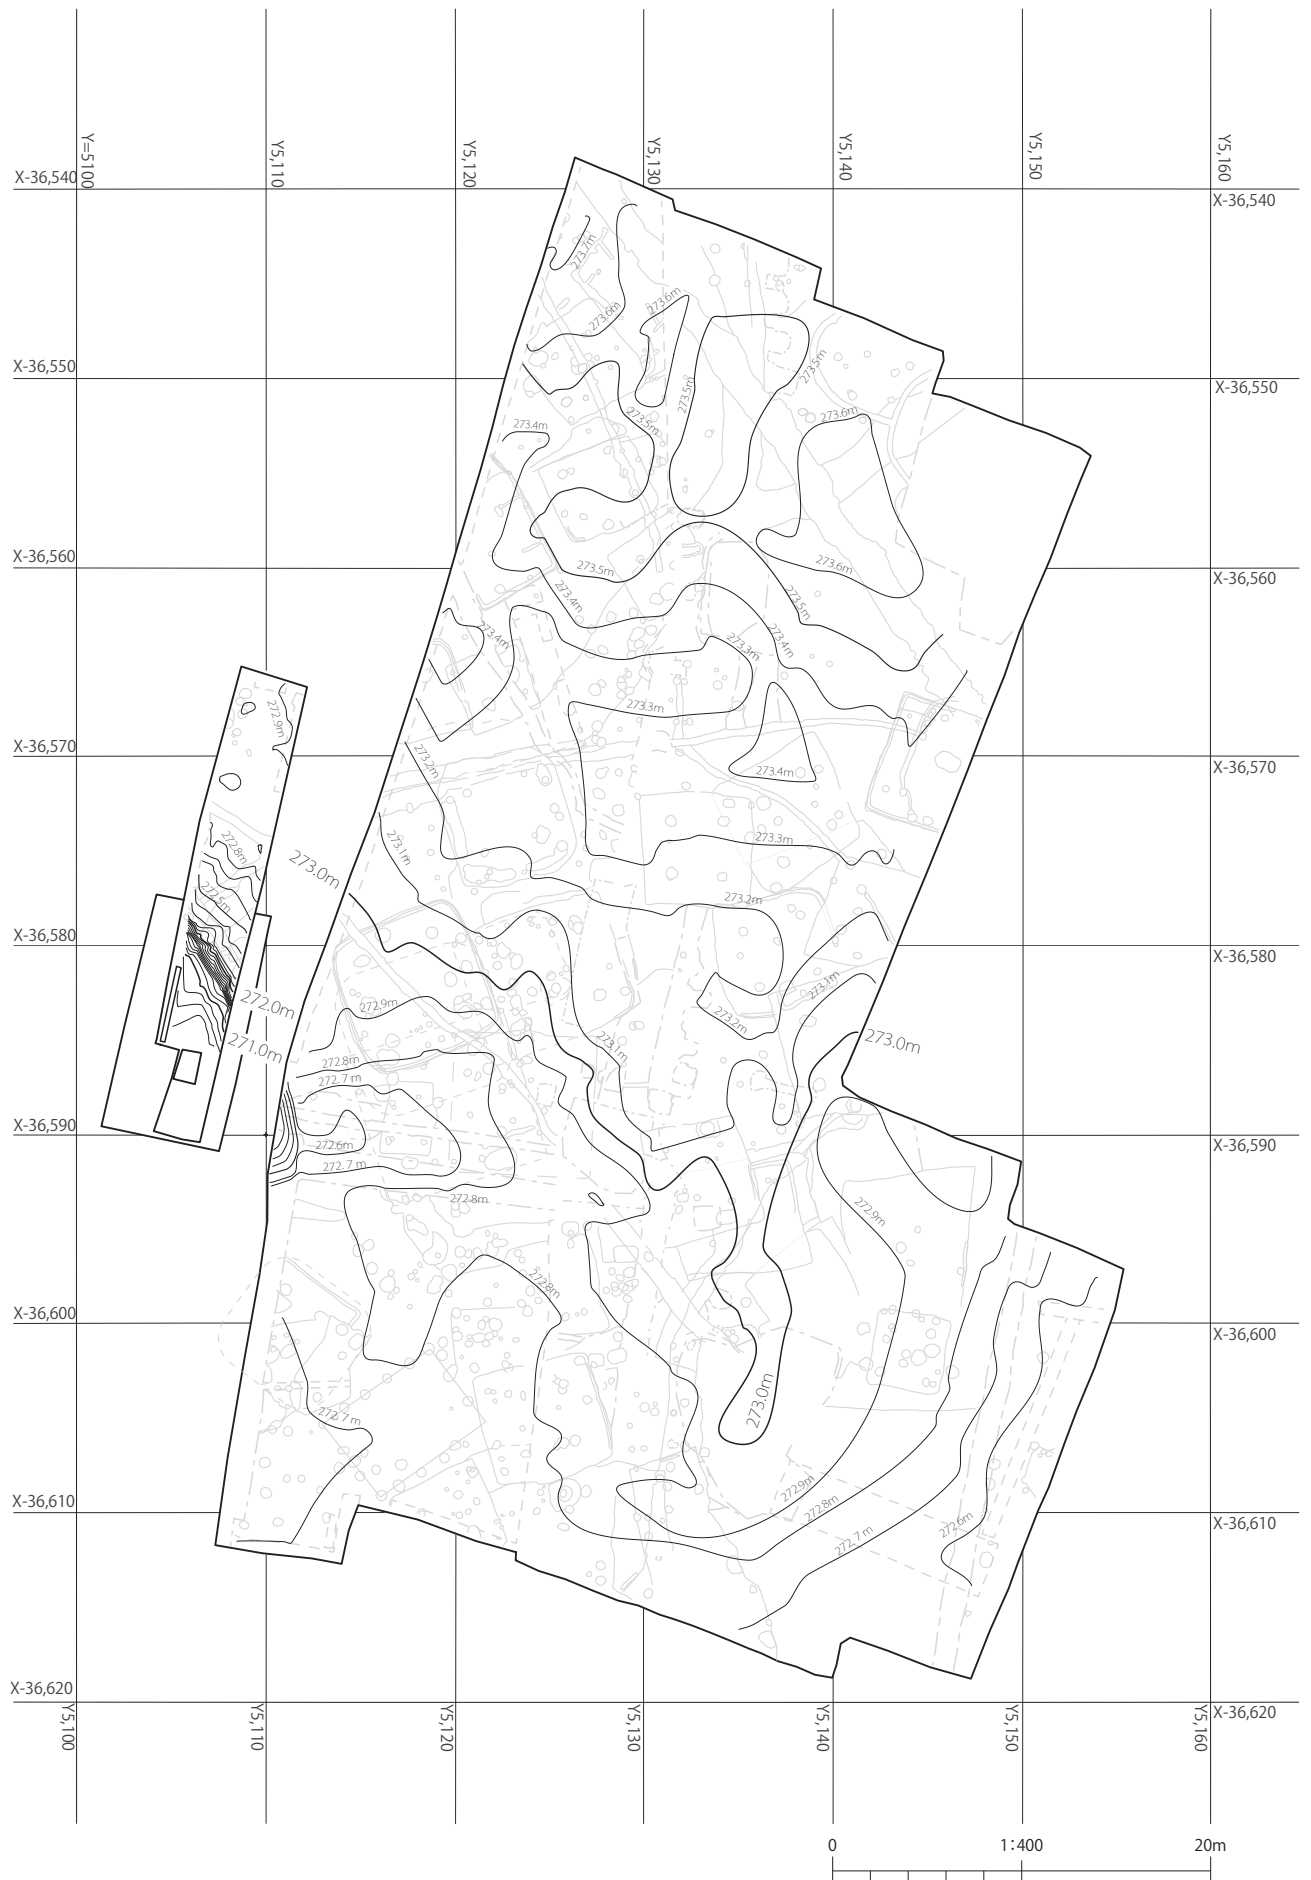 Y=5100
Y5,110
Y5,120
Y5,130
Y5,140
Y5,150
Y5,160
X-36,540
X-36,540
273.7m
273.6m
273.6m
273.5m
273.5m
X-36,550
X-36,550
273.4m
273.5m
273.6m
X-36,560
X-36,560
273.5m
273.6m
273.4m
273.5m
273.4m
273.4m
273.3m
273.3m
272.9m
X-36,570
X-36,570
273.2m
273.4m
272.8m
273.1m
273.3m
273.0m
272.5m
273.2m
X-36,580
X-36,580
273.1m
272.0m
272.9m
273.2m
271.0m
273.1m
273.0m
272.8m
272.7 m
X-36,590
X-36,590
272.6m
272.7 m
272.8m
272.9m
272.8m
X-36,600
X-36,600
273.0m
272.7 m
272.9m
272.8m
X-36,610
X-36,610
272.7 m
272.6m
X-36,620
X-36,620
Y5,100
Y5,110
Y5,120
Y5,130
Y5,140
Y5,150
Y5,160
0
1:400
20m